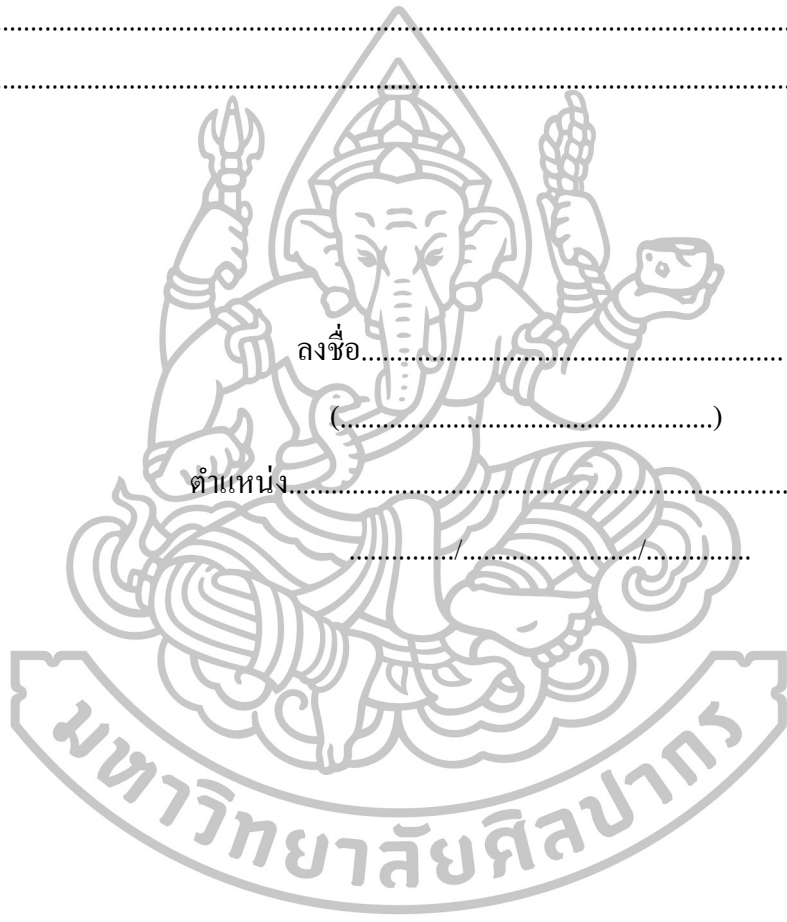 ................................................................................................................
................................................................................................................
ลงชื่อ............................................................
(.....................................................)
ตำแหน่ง........................................................................
.............../........................./...............
มหาวิทยาลัยศิลปากร